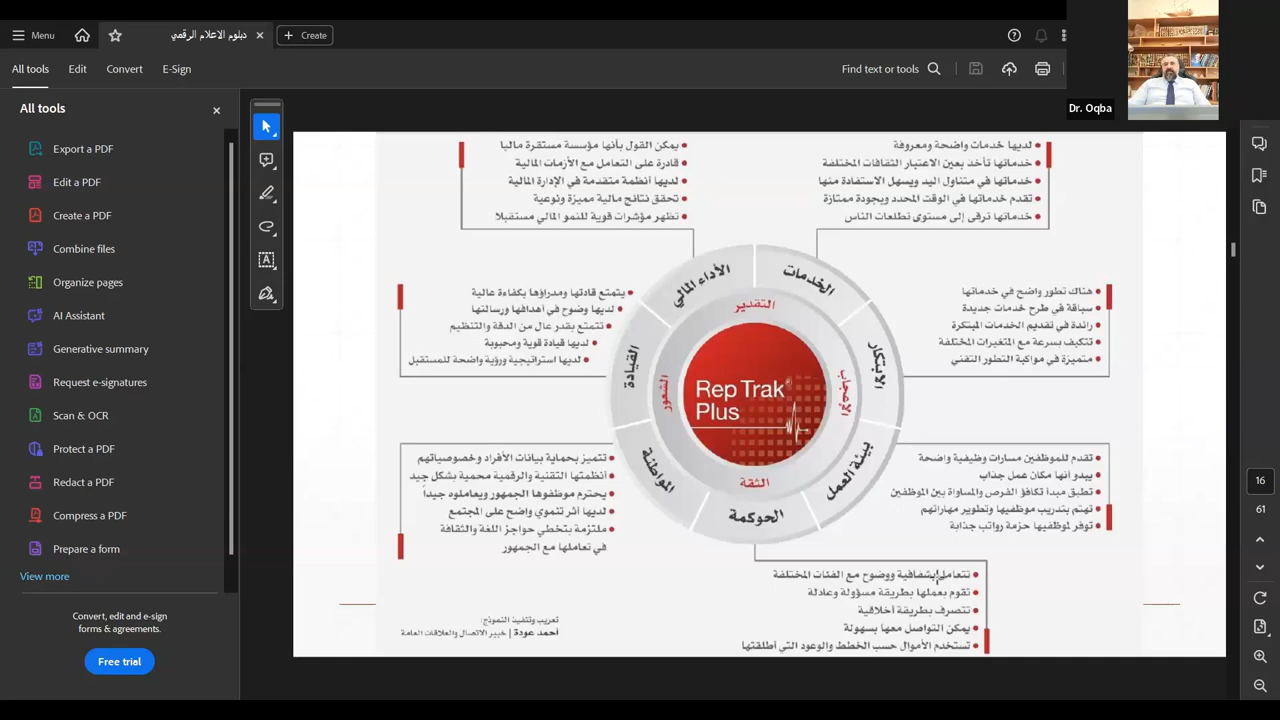 Menu
دبلوم الاعلام الرقمي
Create
All tools
Edit
Convert
E-Sign
Find text or tools
Dr. Oqba
All tools
Export a PDF
Edit a PDF
Create a PDF
Combine files
Organize pages
AI Assistant
Generative summary
Request e-signatures
Scan & OCR
Protect a PDF
Redact a PDF
Compress a PDF
Prepare a form
View more
Convert, edit and e-sign
forms & agreements.
Free trial
لديها خدمات واضحة ومعروفة
خدماتها تأخذ بعين الاعتبار الثقافات المختلفة
خدماتها في متناول اليد ويسهل الاستفادة منها
تقدم خدماتها في الوقت المحدد وبجودة ممتازة
خدماتها ترقى إلى مستوى تطلعات الناس
يمكن القول بأنها مؤسسة مستقرة ماليا
قادرة على التعامل مع الأزمات المالية
لديها أنظمة متقدمة في الإدارة المالية
تحقق نتائج مالية مميزة ونوعية
تظهر مؤشرات قوية للنمو المالي مستقبلا
الخدمات
الأداء المالي
التقدير
هناك تطور واضح في خدماتها
سباقة في طرح خدمات جديدة
رائدة في تقديم الخدمات المبتكرة
تتكيف بسرعة مع المتغيرات المختلفة
متميزة في مواكبة التطور التقني
الابتكار
الإعجاب
Rep Trak®
Plus
الشعور
القيادة
يتمتع قادتها ومدراؤها بكفاءة عالية
لديها وضوح في أهدافها ورسالتها
تتمتع بقدر عال من الدقة والتنظيم
لديها قيادة قوية ومحبوبة
لديها استراتيجية ورؤية واضحة للمستقبل
تقدم للموظفين مسارات وظيفية واضحة
يبدو أنها مكان عمل جذاب
تطبق مبدأ تكافؤ الفرص والمساواة بين الموظفين
تهتم بتدريب موظفيها وتطوير مهاراتهم
توفر لموظفيها حزمة رواتب جذابة
بيئة العمل
الثقة
الحوكمة
المواطنة
تتميز بحماية بيانات الأفراد وخصوصياتهم
أنظمتها التقنية والرقمية محمية بشكل جيد
يحترم موظفوها الجمهور ويعاملوه جيداً
لديها أثر تنموي واضح على المجتمع
ملتزمة بتخطي حواجز اللغة والثقافة
في تعاملها مع الجمهور
تتعامل بشفافية ووضوح مع الفئات المختلفة
تقوم بعملها بطريقة مسؤولة وعادلة
تتصرف بطريقة أخلاقية
يمكن التواصل معها بسهولة
تستخدم الأموال حسب الخطط والوعود التي أطلقتها
تعريب وتنفيذ النموذج:
أحمد عودة | خبير الاتصال والعلاقات العامة
16
61